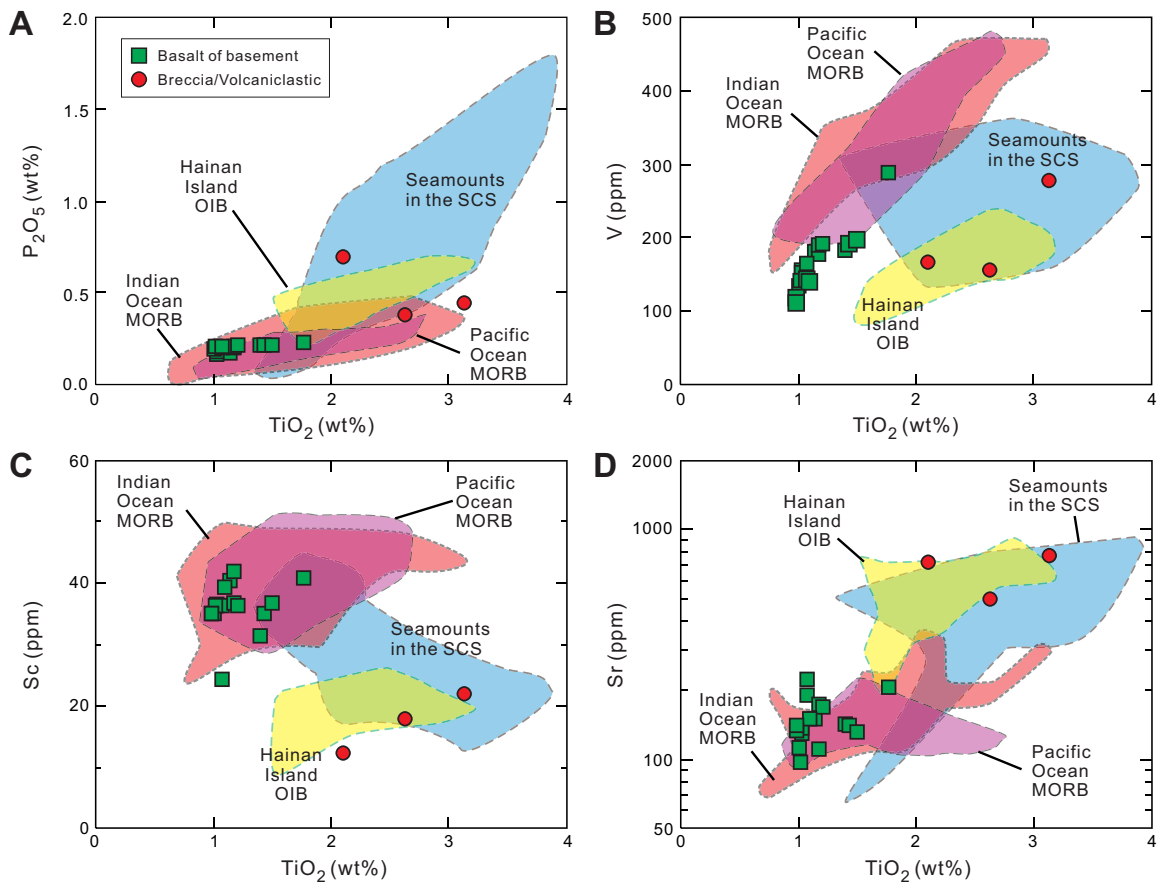 A
2.0
1.5
1.0
0.5
0.0
P2O5 (wt%)
Basalt of basement
Breccia/Volcaniclastic
Hainan
Island
OIB
Seamounts
in the SCS
Indian
Ocean
MORB
Pacific
Ocean
MORB
0
1
2
3
4
TiO2 (wt%)
B
500
400
300
200
100
0
V (ppm)
Pacific
Ocean
MORB
Indian
Ocean
MORB
Seamounts
in the SCS
Hainan
Island
OIB
0
1
2
3
4
TiO2 (wt%)
C
60
40
20
0
Sc (ppm)
Indian
Ocean
MORB
Pacific
Ocean
MORB
Seamounts
in the SCS
Hainan
Island
OIB
0
1
2
3
4
TiO2 (wt%)
D
2000
1000
100
50
Sr (ppm)
Hainan
Island
OIB
Seamounts
in the SCS
Indian
Ocean
MORB
Pacific
Ocean
MORB
0
1
2
3
4
TiO2 (wt%)